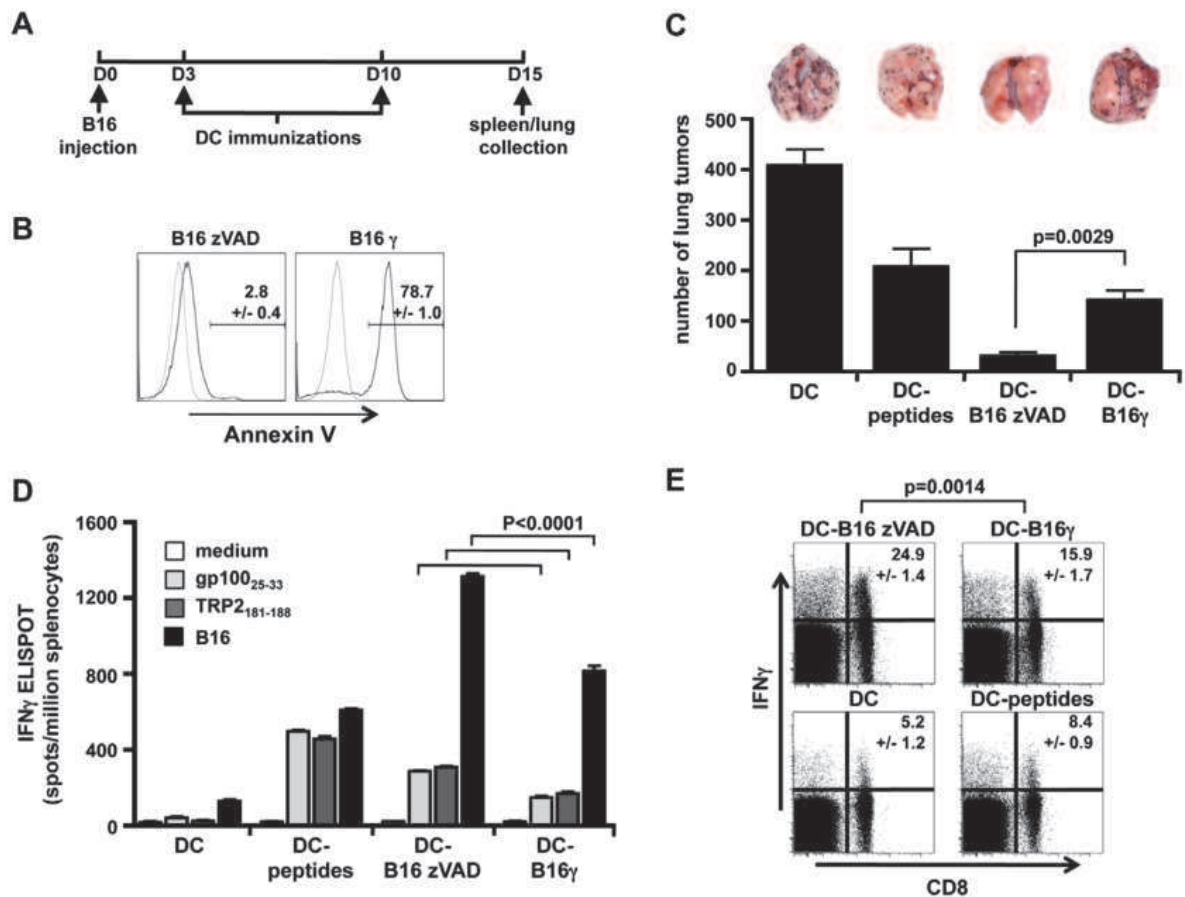 A
D0 D3 D10 D15
B16
injection
DC immunizations
spleen/lung
collection
B
B16 zVAD
2.8
+/- 0.4
B16 γ
78.7
+/- 1.0
Annexin V
C
number of lung tumors
500
400
300
200
100
0
p=0.0029
DC
DC-
peptides
DC-
B16 zVAD
DC-
B16γ
D
IFNγ ELISPOT
(spots/million splenocytes)
1600
1200
800
400
0
medium
gp100₂₅₋₃₃
TRP2₁₈₁₋₁₈₈
B16
P<0.0001
DC
DC-
peptides
DC-
B16 zVAD
DC-
B16γ
E
p=0.0014
DC-B16 zVAD
24.9
+/- 1.4
DC-B16γ
15.9
+/- 1.7
DC
5.2
+/- 1.2
DC-peptides
8.4
+/- 0.9
IFNγ
CD8